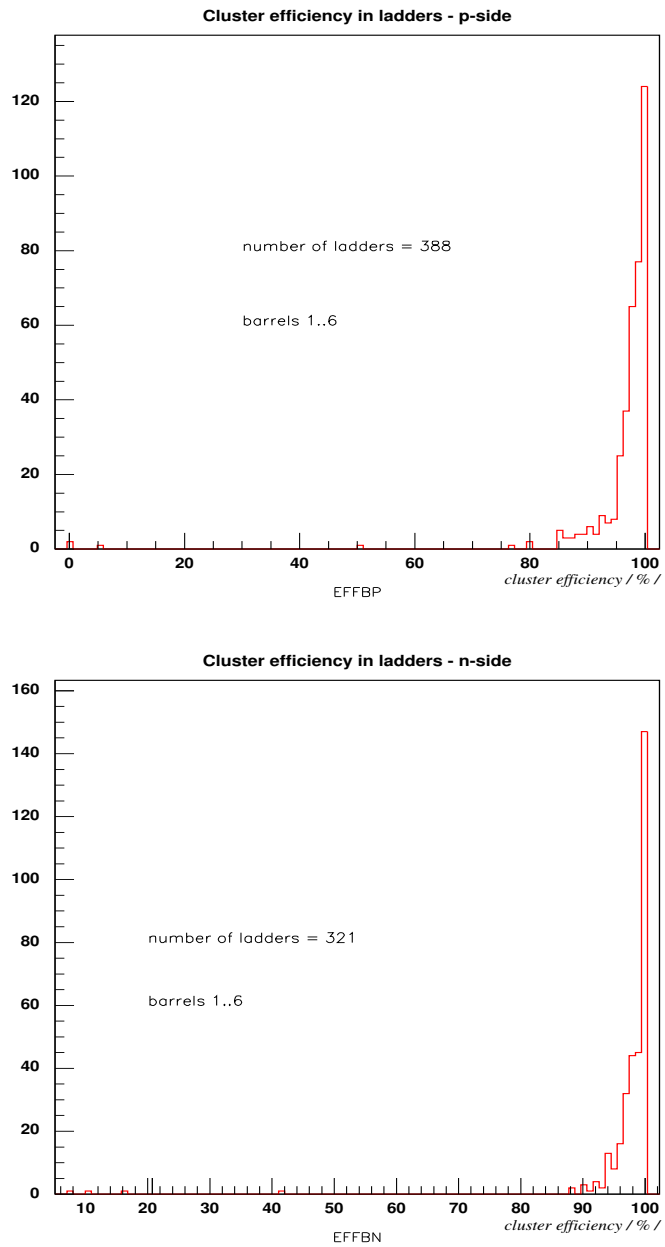 Cluster efficiency in ladders - p-side
120
100
80
60
40
20
0
number of ladders = 388
barrels 1..6
0 20 40 60 80 100
cluster efficiency / % /
EFFBP
Cluster efficiency in ladders - n-side
160
140
120
100
80
60
40
20
0
number of ladders = 321
barrels 1..6
10 20 30 40 50 60 70 80 90 100
cluster efficiency / % /
EFFBN